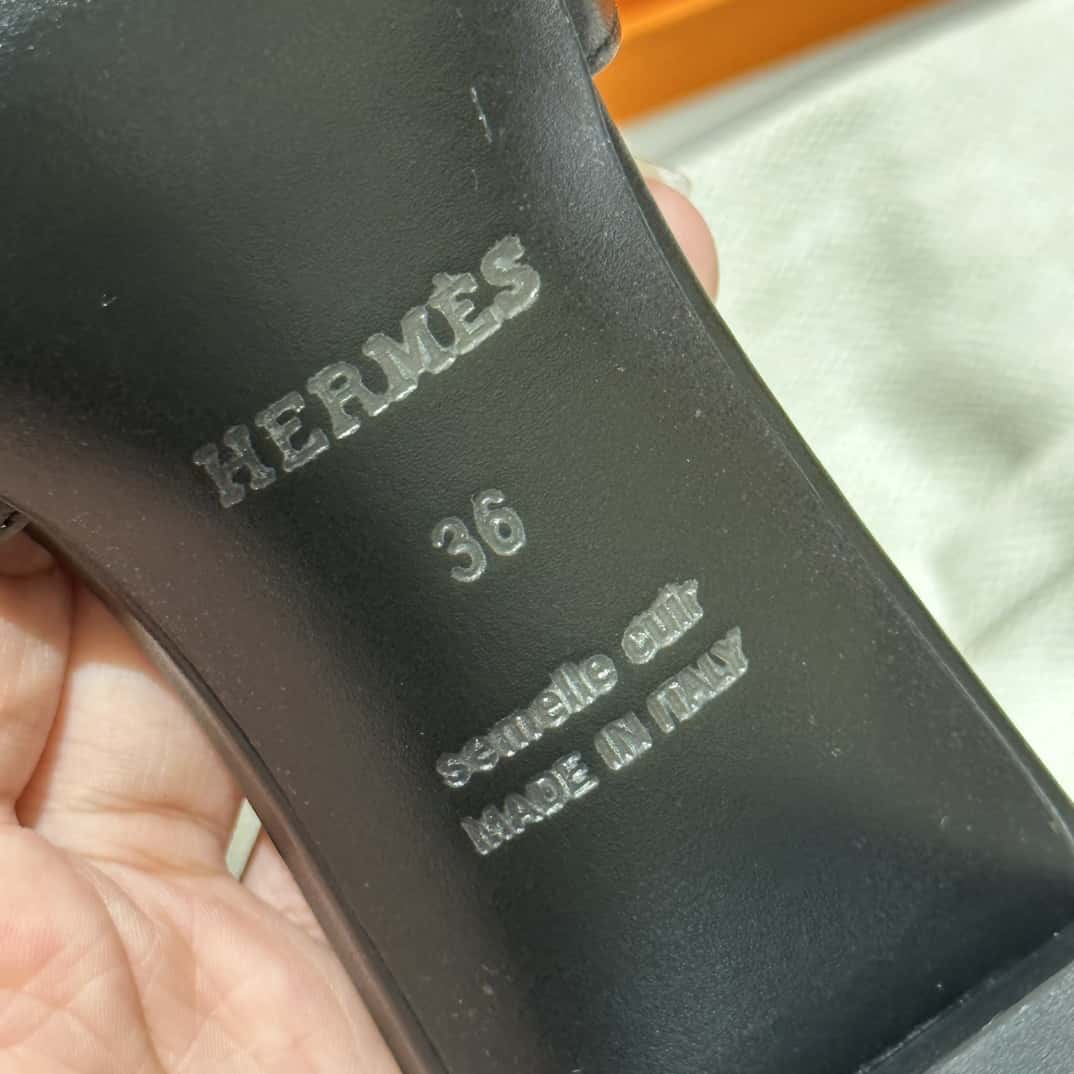 HERMÈS
36
semelle cuir
MADE IN ITALY